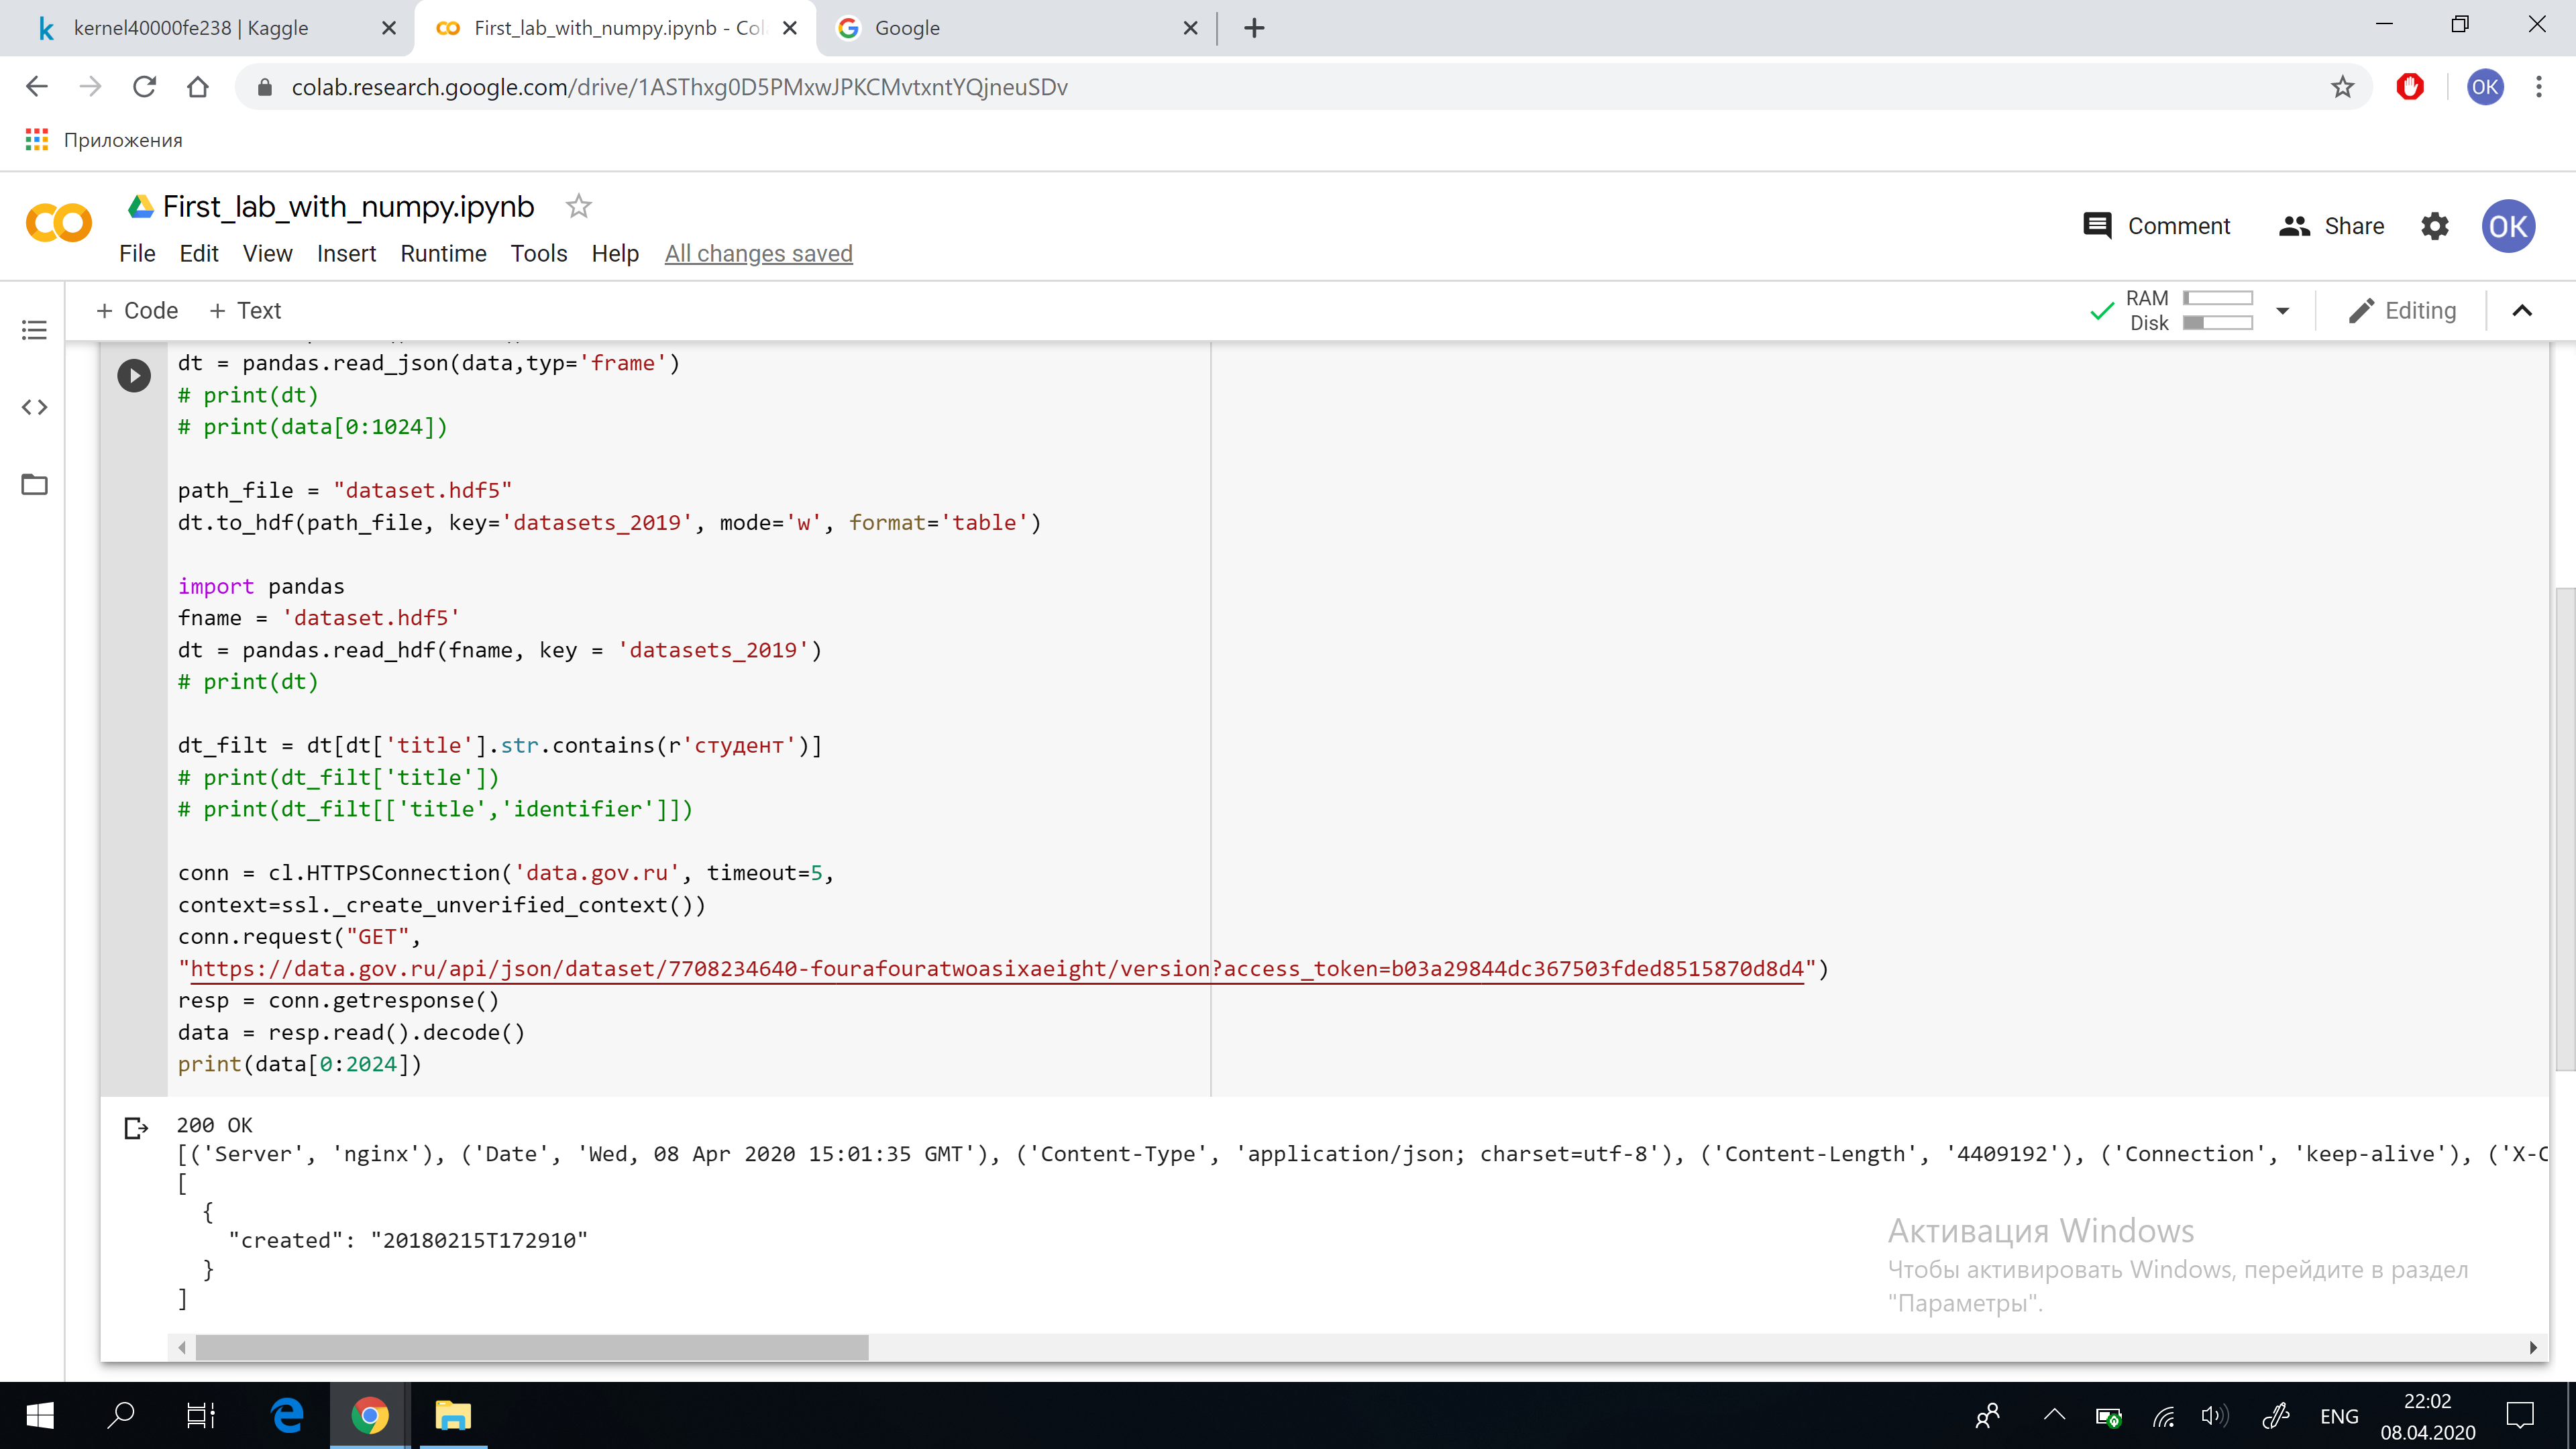 kernel40000fe238 | Kaggle
First_lab_with_numpy.ipynb - Col
Google
colab.research.google.com/drive/1ASThxg0D5PMxwJPKCMvtxntYQjneuSDv
OK
Приложения
First_lab_with_numpy.ipynb
Comment
Share
OK
File Edit View Insert Runtime Tools Help All changes saved
+ Code + Text
RAM
Disk
Editing
dt = pandas.read_json(data,typ='frame')
# print(dt)
# print(data[0:1024])
path_file = "dataset.hdf5"
dt.to_hdf(path_file, key='datasets_2019', mode='w', format='table')
import pandas
fname = 'dataset.hdf5'
dt = pandas.read_hdf(fname, key = 'datasets_2019')
# print(dt)
dt_filt = dt[dt['title'].str.contains(r'студент')]
# print(dt_filt['title'])
# print(dt_filt[['title','identifier']])
conn = cl.HTTPSConnection('data.gov.ru', timeout=5,
context=ssl._create_unverified_context())
conn.request("GET",
"https://data.gov.ru/api/json/dataset/7708234640-fourafouratwoasixaeight/version?access_token=b03a29844dc367503fded8515870d8d4")
resp = conn.getresponse()
data = resp.read().decode()
print(data[0:2024])
200 OK
[('Server', 'nginx'), ('Date', 'Wed, 08 Apr 2020 15:01:35 GMT'), ('Content-Type', 'application/json; charset=utf-8'), ('Content-Length', '4409192'), ('Connection', 'keep-alive'), ('X-C
[
{
"created": "20180215T172910"
}
]
Активация Windows
Чтобы активировать Windows, перейдите в раздел
"Параметры".
ENG
22:02
08.04.2020